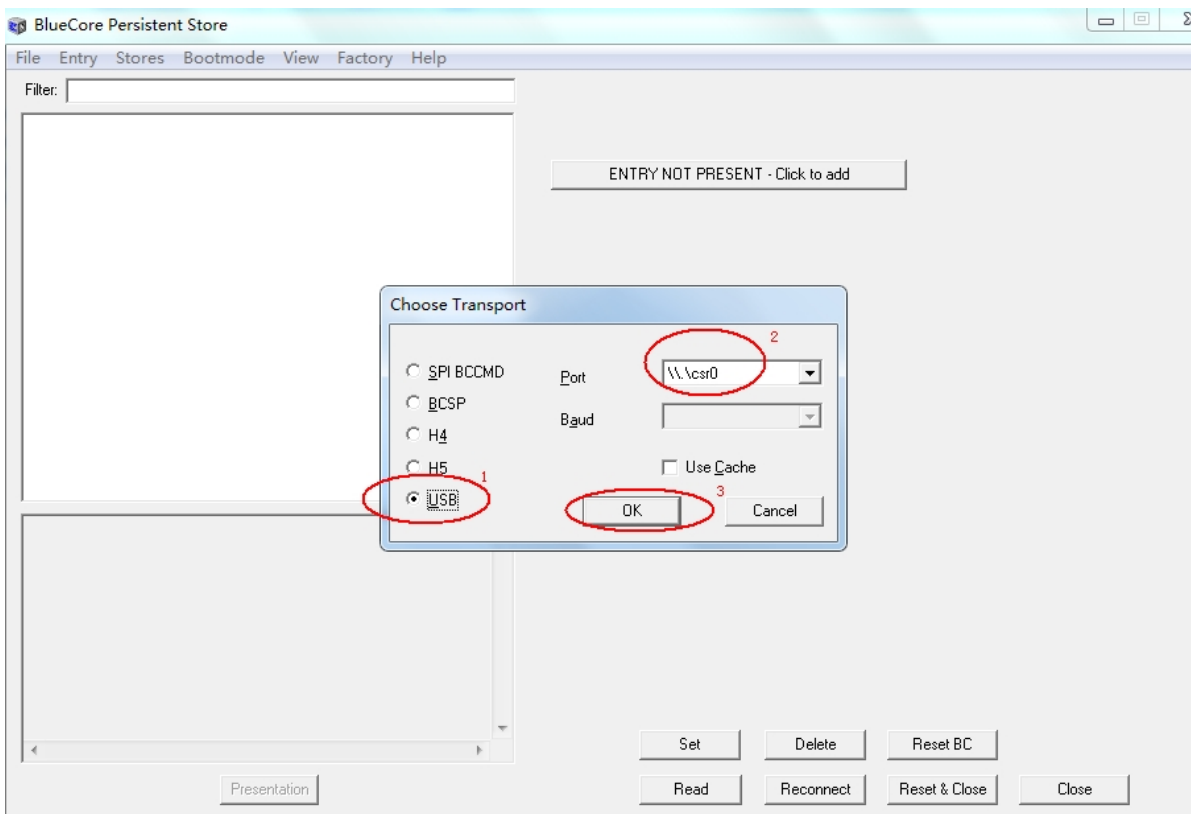 BlueCore Persistent Store
File Entry Stores Bootmode View Factory Help
Filter:
ENTRY NOT PRESENT - Click to add
Choose Transport
2
SPI BCCMD
Port
\\.\csr0
BCSP
Baud
H4
H5
Use Cache
1
USB
3
OK
Cancel
Set
Delete
Reset BC
Presentation
Read
Reconnect
Reset & Close
Close